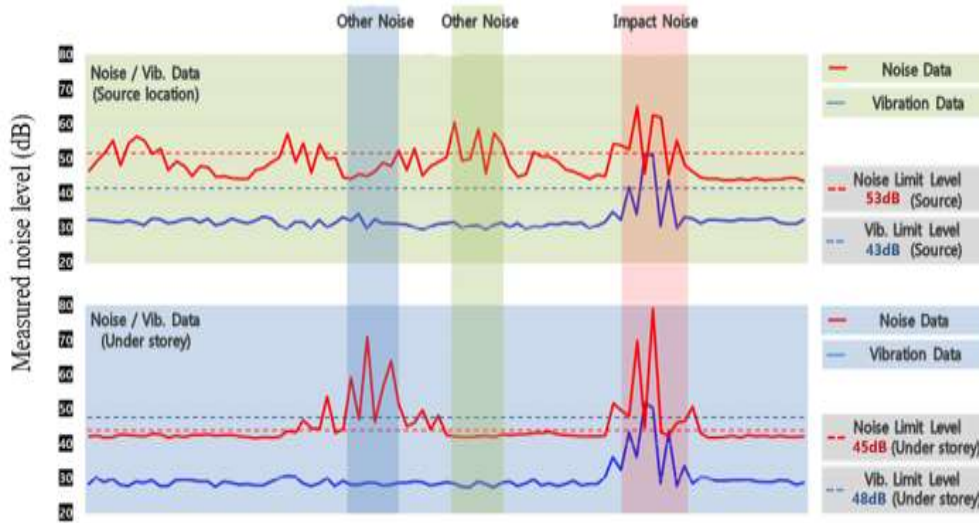 Other Noise
Other Noise
Impact Noise
Measured noise level (dB)
80
70
60
50
40
30
20
Noise / Vib. Data
(Source location)
Noise Data
Vibration Data
Noise Limit Level
53dB (Source)
Vib. Limit Level
43dB (Source)
80
70
60
50
40
30
20
Noise / Vib. Data
(Under storey)
Noise Data
Vibration Data
Noise Limit Level
45dB (Under storey)
Vib. Limit Level
48dB (Under storey)